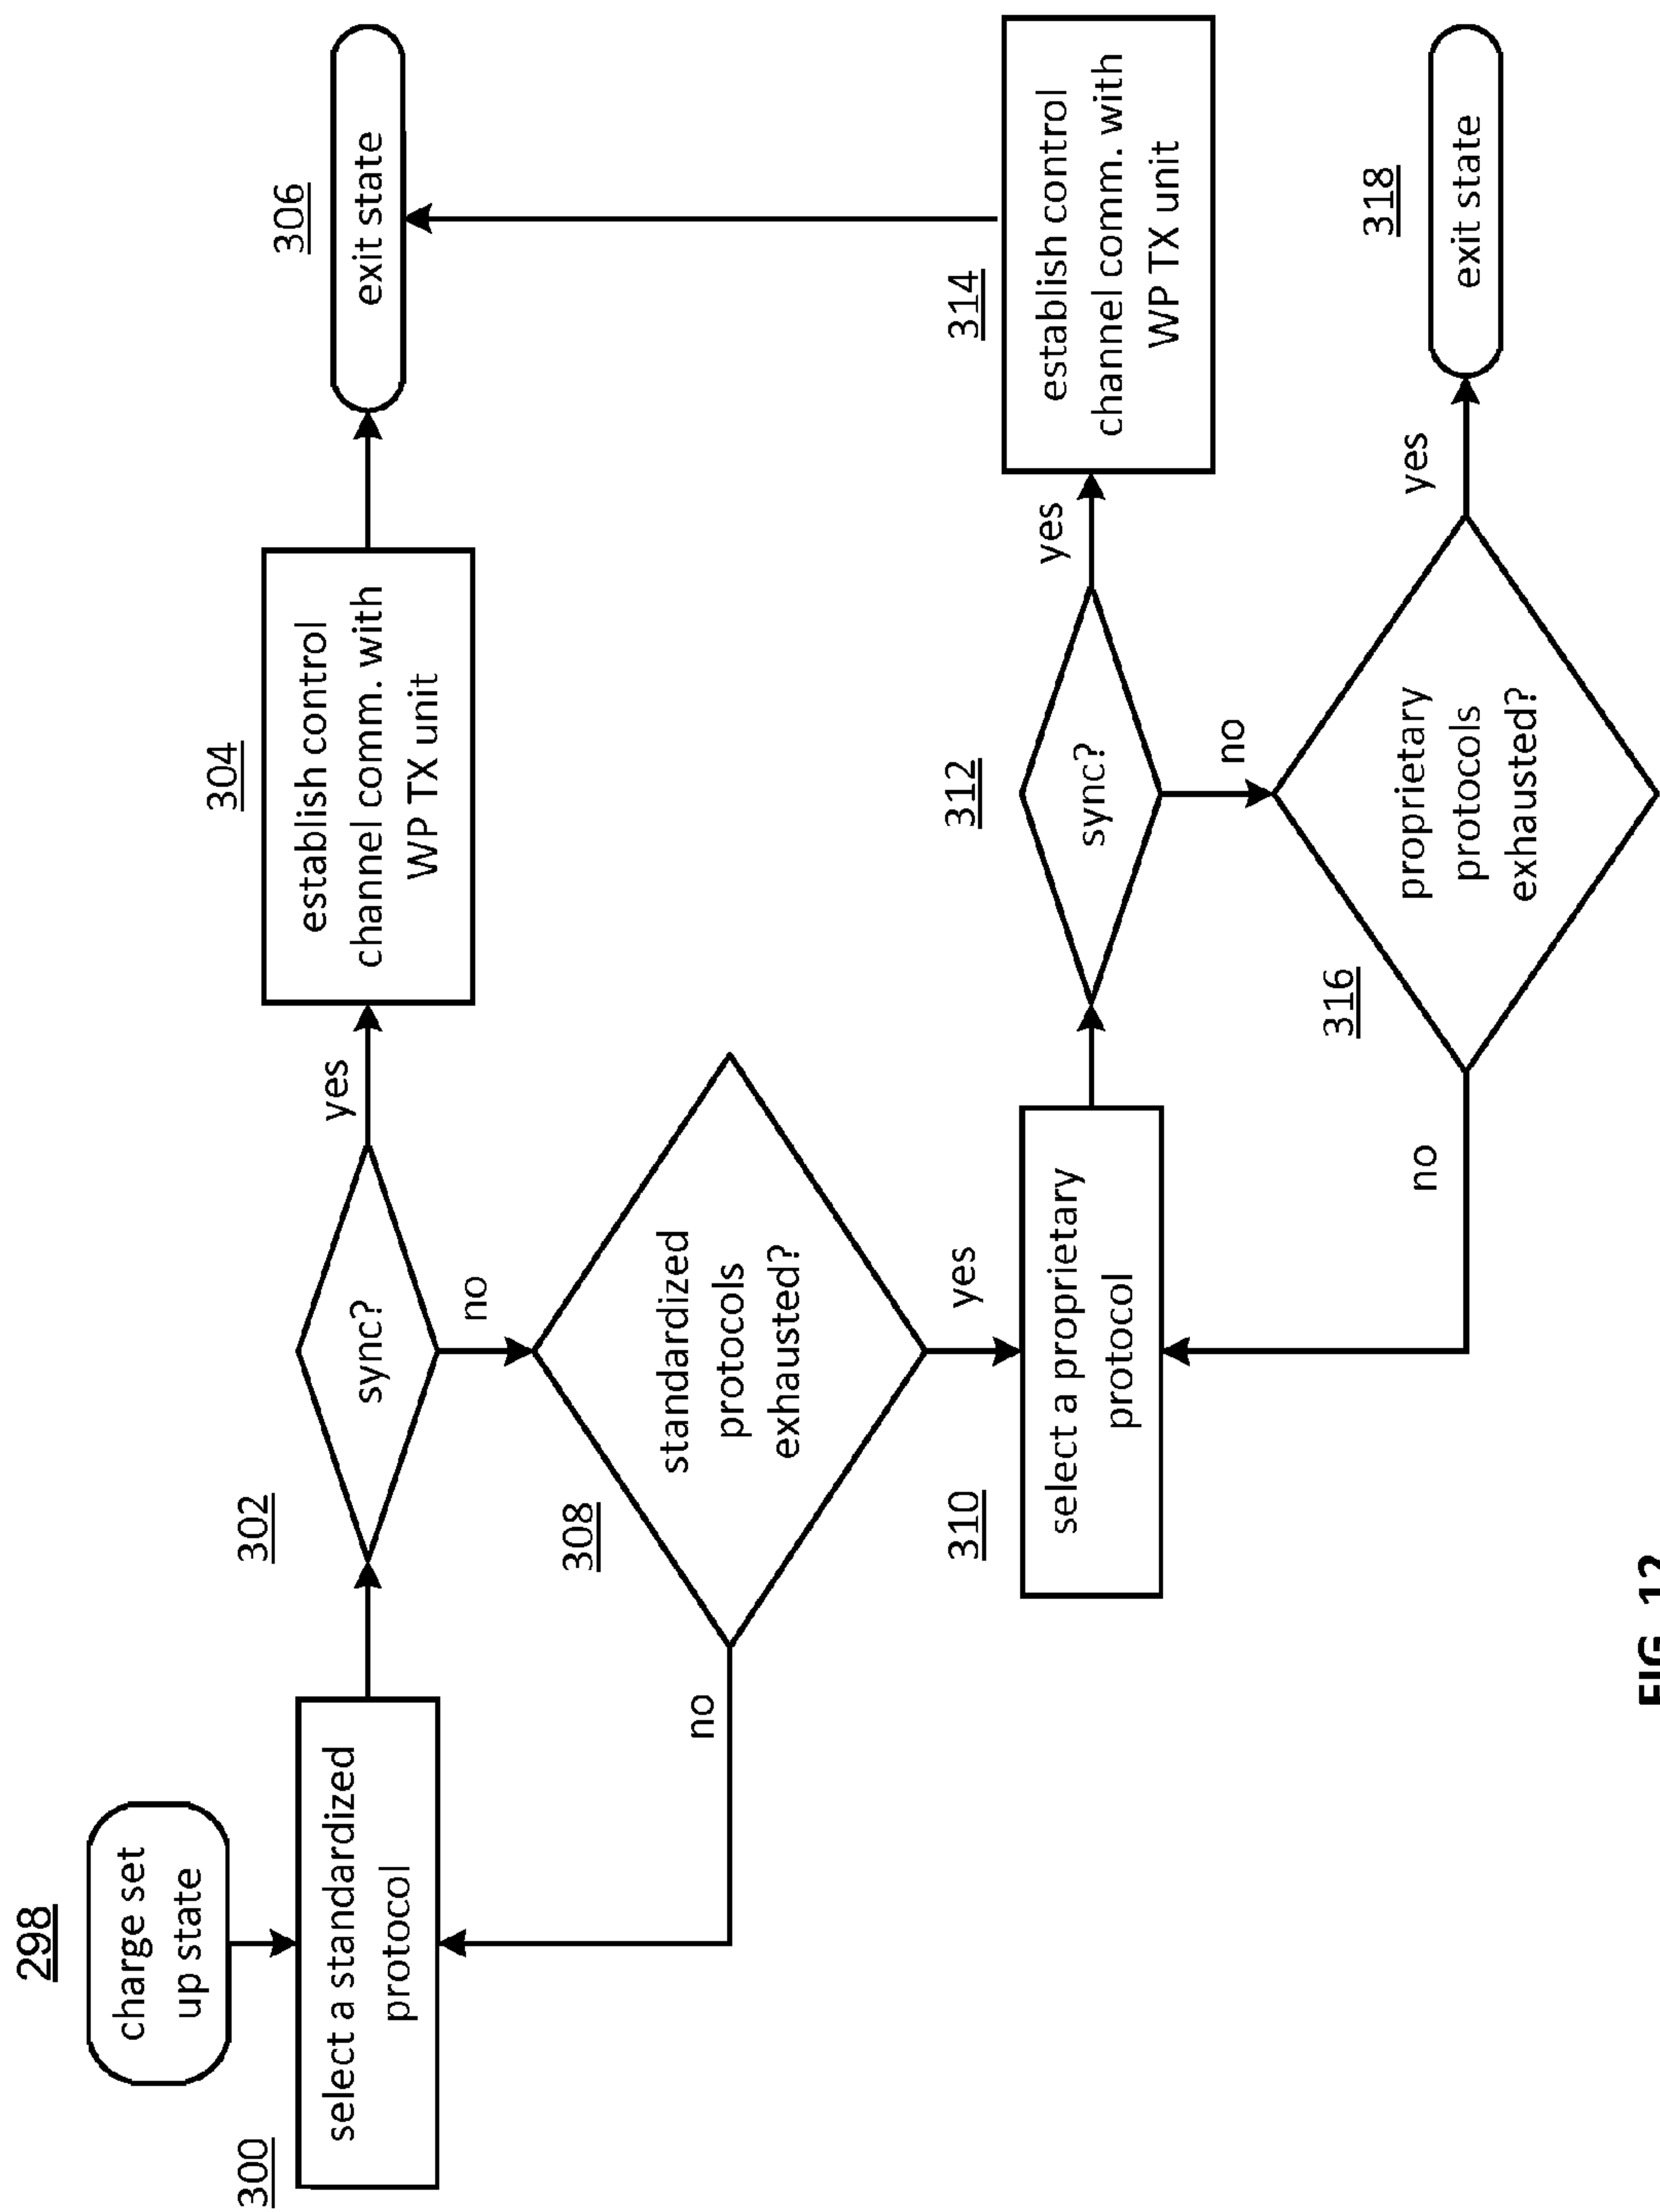 298
charge set
up state
300
select a standardized
protocol
302
sync?
yes
304
establish control
channel comm. with
WP TX unit
306
exit state
no
308
standardized
protocols
exhausted?
no
yes
310
select a proprietary
protocol
312
sync?
yes
314
establish control
channel comm. with
WP TX unit
no
316
proprietary
protocols
exhausted?
no
yes
318
exit state
FIG. 12